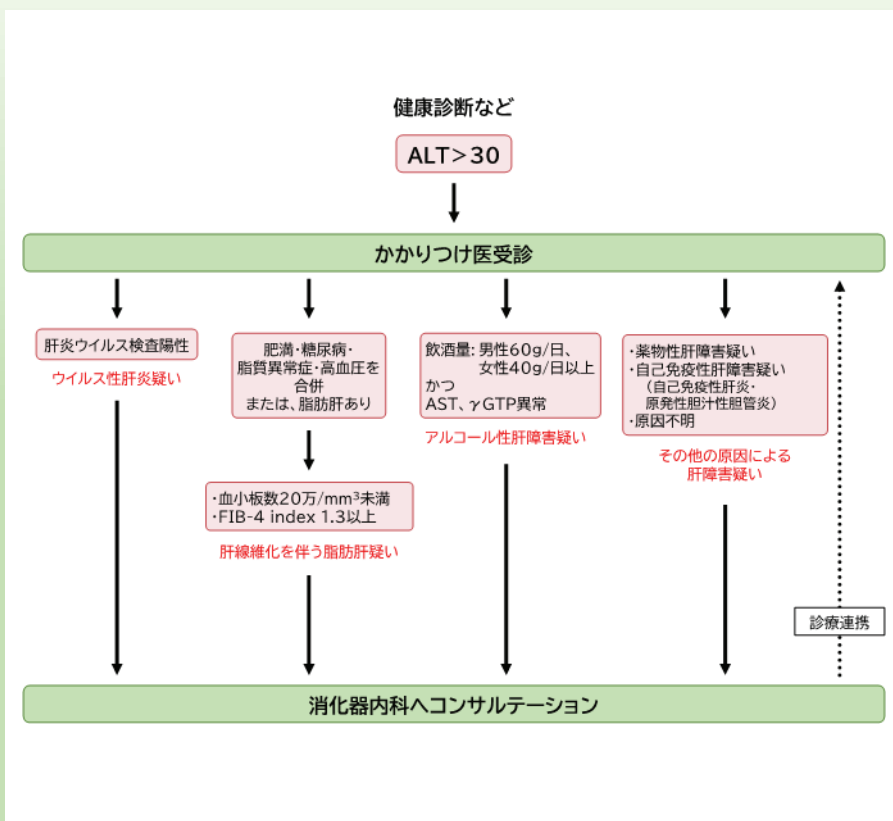 健康診断など
ALT>30
かかりつけ医受診
肝炎ウイルス検査陽性
ウイルス性肝炎疑い
肥満・糖尿病・
脂質異常症・高血圧を
合併
または、脂肪肝あり
・血小板数20万/mm³未満
・FIB-4 index 1.3以上
肝線維化を伴う脂肪肝疑い
飲酒量: 男性60g/日、
女性40g/日以上
かつ
AST、γGTP異常
アルコール性肝障害疑い
・薬物性肝障害疑い
・自己免疫性肝障害疑い
（自己免疫性肝炎・
原発性胆汁性胆管炎）
・原因不明
その他の原因による
肝障害疑い
診療連携
消化器内科へコンサルテーション